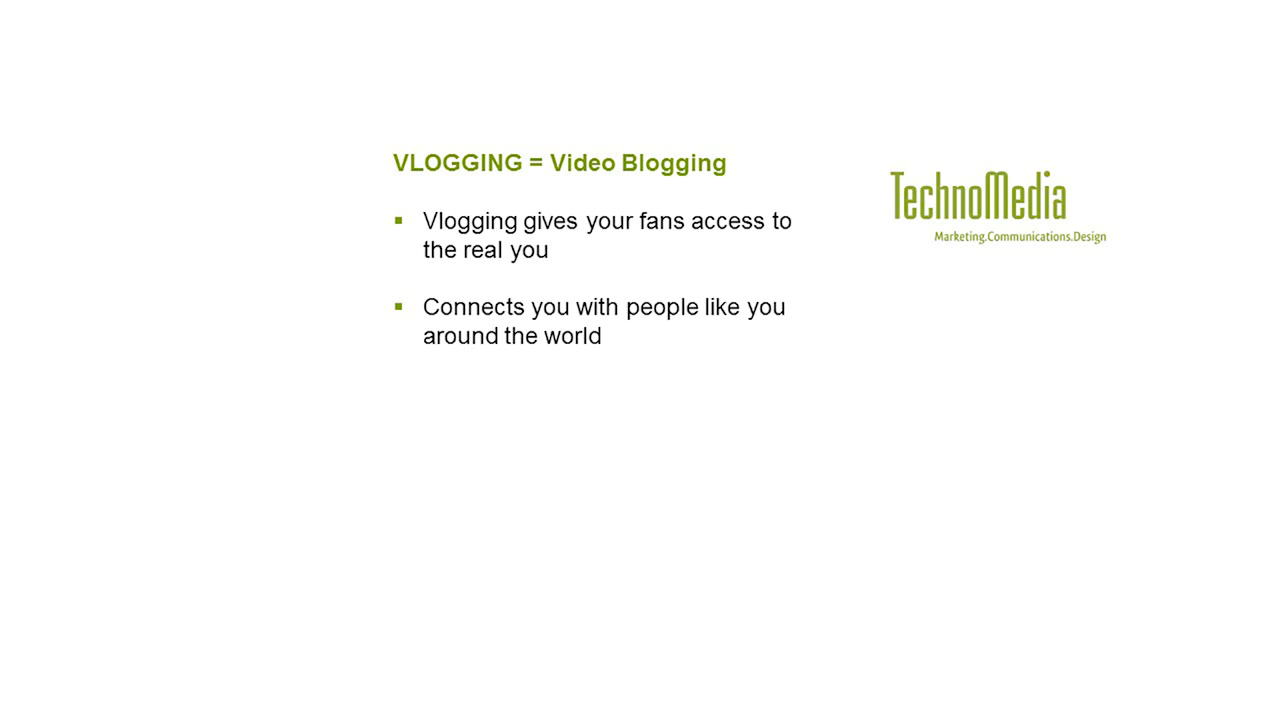 VLOGGING = Video Blogging
▪ Vlogging gives your fans access to
the real you
▪ Connects you with people like you
around the world
TechnoMedia
Marketing.Communications.Design